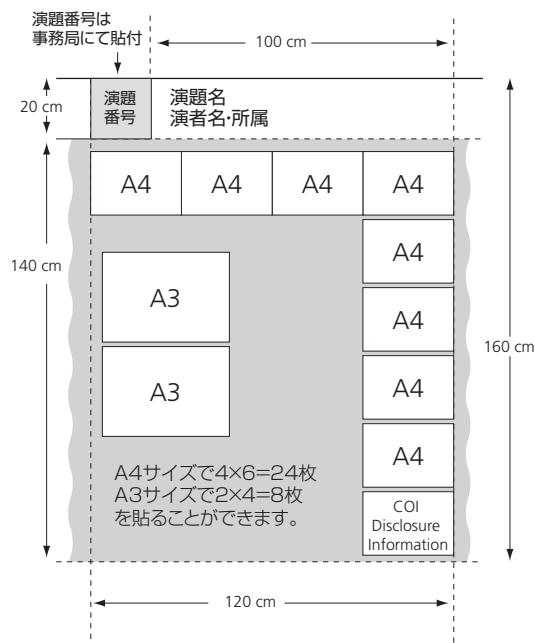 演題番号は
事務局にて貼付
100 cm
20 cm
演題
番号
演題名
演者名・所属
A4
A4
A4
A4
A4
A3
140 cm
A4
160 cm
A3
A4
A4サイズで4×6=24枚
A3サイズで2×4=8枚
を貼ることができます。
A4
COI
Disclosure
Information
120 cm